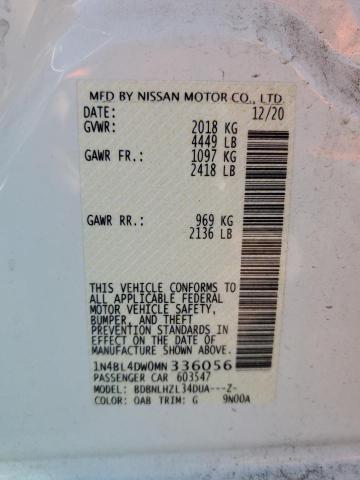 MFD BY NISSAN MOTOR CO., LTD.
DATE: 12/20
GVWR: 2018 KG
4449 LB
GAWR FR.: 1097 KG
2418 LB
GAWR RR.: 969 KG
2136 LB
THIS VEHICLE CONFORMS TO
ALL APPLICABLE FEDERAL
MOTOR VEHICLE SAFETY,
BUMPER, AND THEFT
PREVENTION STANDARDS IN
EFFECT ON THE DATE OF
MANUFACTURE SHOWN ABOVE.
1N4BL4DW0MN336056
PASSENGER CAR 603547
MODEL: BDBNLHZL34DUA---Z-
COLOR: QAB TRIM: G 9N00A